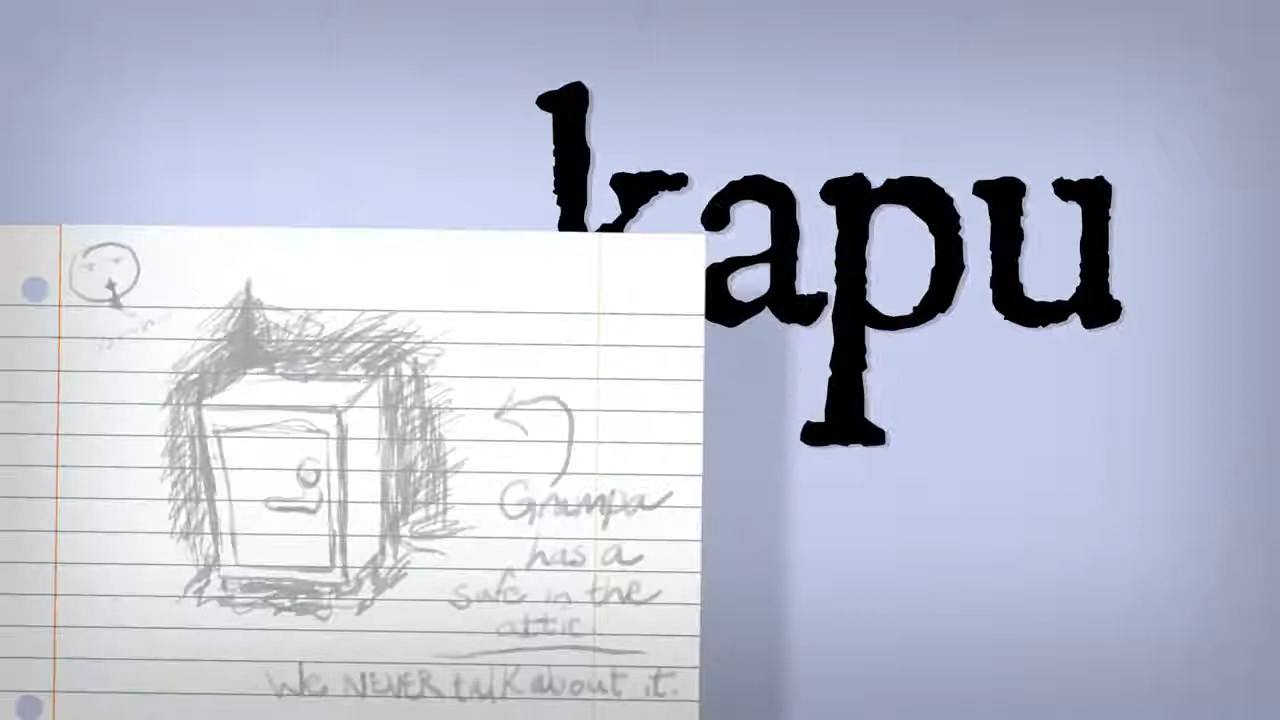 kapu
Grampa
has a
safe in the
attic
We NEVER talk about it.